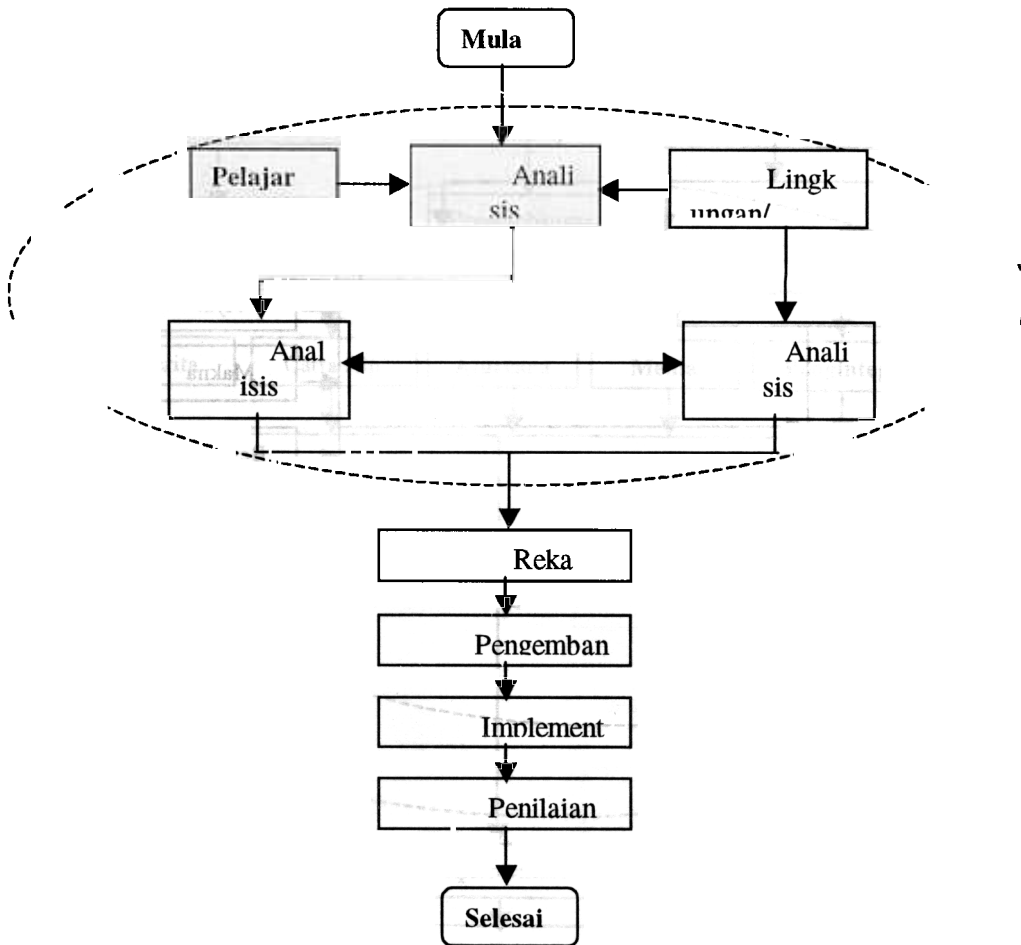 Mula
Pelajar
Anali
sis
Lingk
ungan/
Anal
isis
Anali
sis
Reka
Pengemban
Implement
Penilaian
Selesai